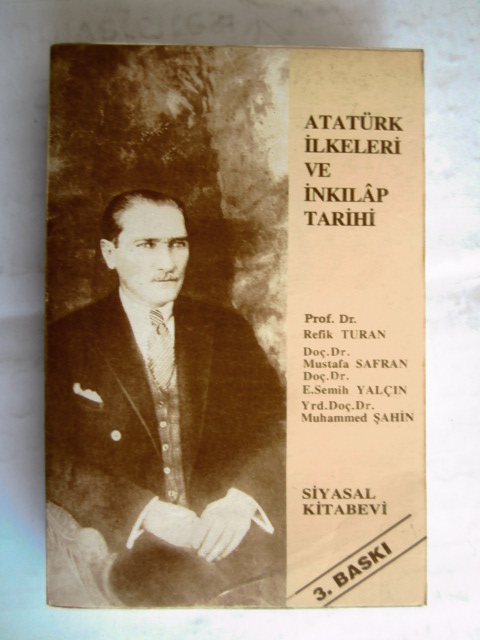 ATATÜRK
İLKELERİ
VE
İNKILÂP
TARİHİ
Prof. Dr.
Refik TURAN
Doç.Dr.
Mustafa SAFRAN
Doç.Dr.
E.Semih YALÇIN
Yrd.Doç.Dr.
Muhammed ŞAHİN
SİYASAL
KİTABEVİ
3. BASKI